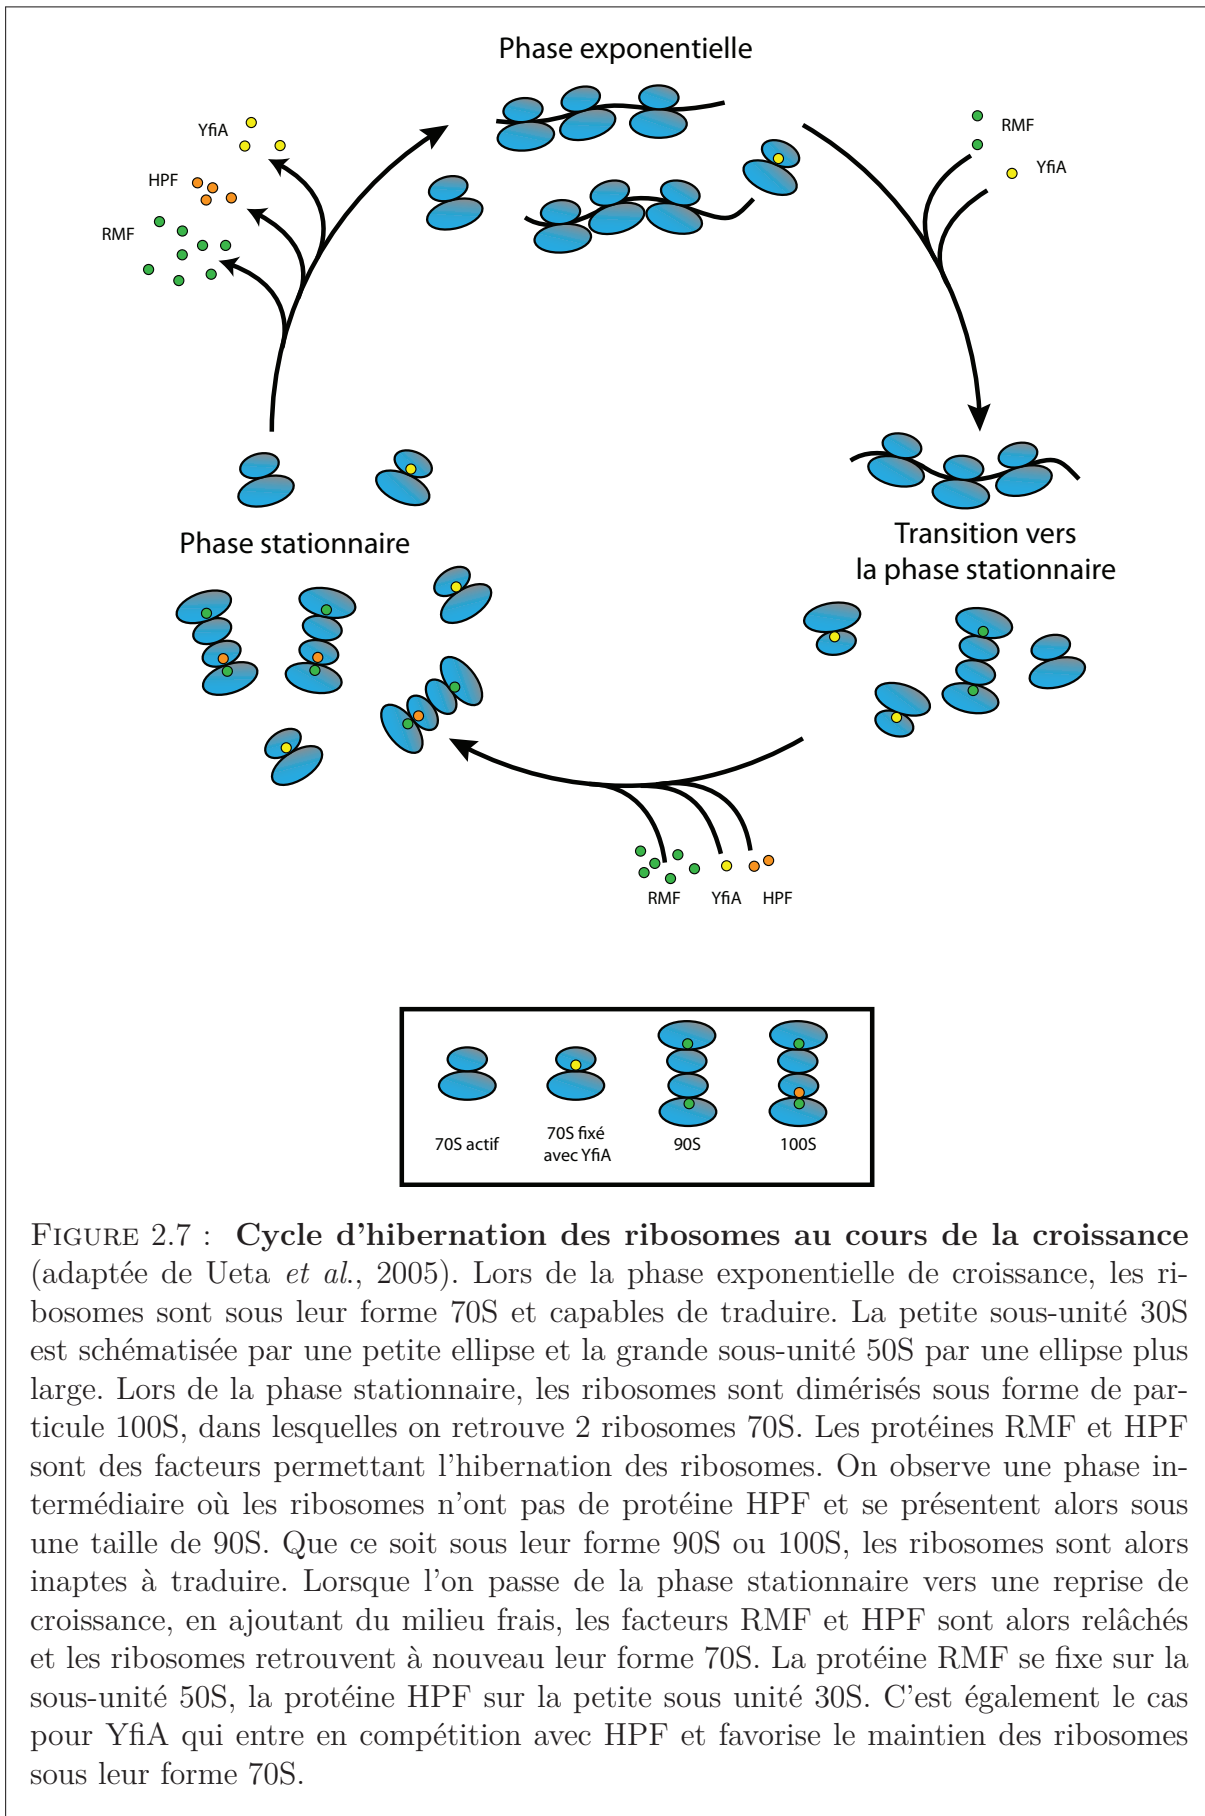 Phase exponentielle
YfiA
HPF
RMF
RMF
YfiA
Phase stationnaire
Transition vers
la phase stationnaire
RMF
YfiA
HPF
70S actif
70S fixé
avec YfiA
90S
100S
FIGURE 2.7 : Cycle d'hibernation des ribosomes au cours de la croissance
(adaptée de Ueta et al., 2005). Lors de la phase exponentielle de croissance, les ri-
bosomes sont sous leur forme 70S et capables de traduire. La petite sous-unité 30S
est schématisée par une petite ellipse et la grande sous-unité 50S par une ellipse plus
large. Lors de la phase stationnaire, les ribosomes sont dimérisés sous forme de par-
ticule 100S, dans lesquelles on retrouve 2 ribosomes 70S. Les protéines RMF et HPF
sont des facteurs permettant l'hibernation des ribosomes. On observe une phase in-
termédiaire où les ribosomes n'ont pas de protéine HPF et se présentent alors sous
une taille de 90S. Que ce soit sous leur forme 90S ou 100S, les ribosomes sont alors
inaptes à traduire. Lorsque l'on passe de la phase stationnaire vers une reprise de
croissance, en ajoutant du milieu frais, les facteurs RMF et HPF sont alors relâchés
et les ribosomes retrouvent à nouveau leur forme 70S. La protéine RMF se fixe sur la
sous-unité 50S, la protéine HPF sur la petite sous unité 30S. C'est également le cas
pour YfiA qui entre en compétition avec HPF et favorise le maintien des ribosomes
sous leur forme 70S.